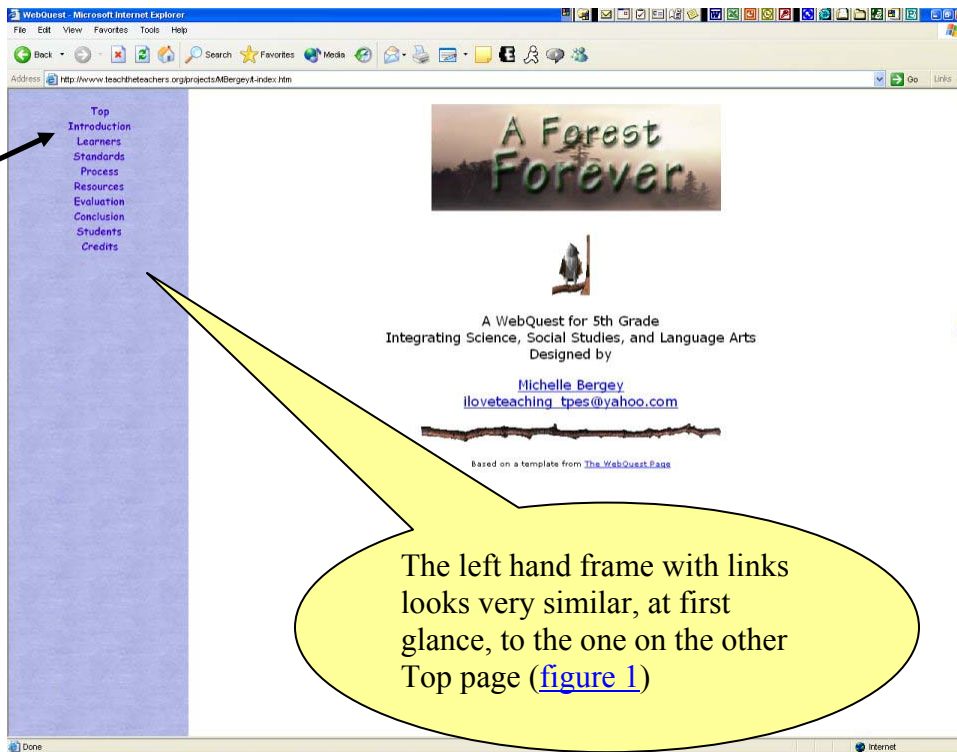 WebQuest - Microsoft Internet Explorer
File Edit View Favorites Tools Help
Back Search Favorites Media
Address http://www.teachtheteachers.org/projects/MBergey/t-index.htm Go Links
Top
Introduction
Learners
Standards
Process
Resources
Evaluation
Conclusion
Students
Credits
A Forest
Forever
A WebQuest for 5th Grade
Integrating Science, Social Studies, and Language Arts
Designed by
Michelle Bergey
iloveteaching_tpes@yahoo.com
Based on a template from The WebQuest Page
The left hand frame with links
looks very similar, at first
glance, to the one on the other
Top page (figure 1)
Done Internet